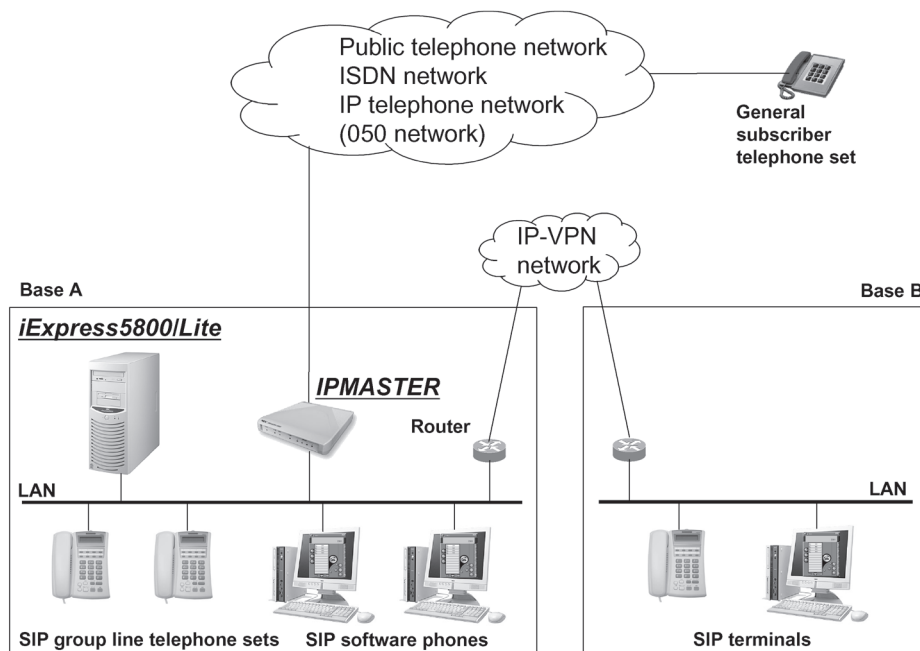 Public telephone network
ISDN network
IP telephone network
(050 network)
General
subscriber
telephone set
IP-VPN
network
Base A
Base B
iExpress5800/Lite
IPMASTER
Router
LAN
LAN
SIP group line telephone sets
SIP software phones
SIP terminals